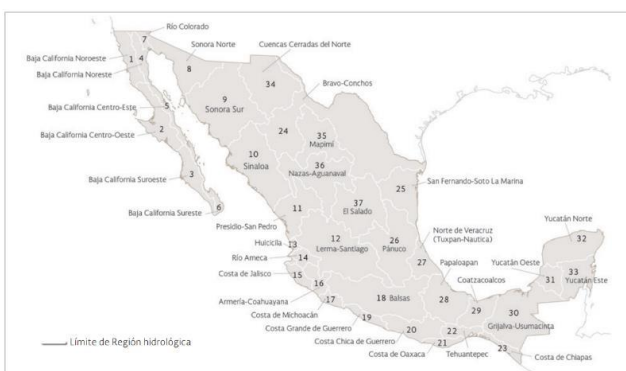 Río Colorado
7
Sonora Norte
Cuencas Cerradas del Norte
Baja California Noroeste
1
4
Baja California Noreste
8
34
Bravo-Conchos
9
Sonora Sur
Baja California Centro-Este
5
Baja California Centro-Oeste
2
24
35
Mapimí
10
Sinaloa
36
Nazas-Aguanaval
Baja California Suroeste
3
25
San Fernando-Soto La Marina
Baja California Sureste
6
11
37
El Salado
Presidio-San Pedro
Yucatán Norte
32
Huicicila
13
12
Lerma-Santiago
26
Pánuco
Norte de Veracruz
(Tuxpan-Nautica)
27
Río Ameca
14
Papaloapan
Yucatán Oeste
31
33
Yucatán Este
Costa de Jalisco
15
Coatzacoalcos
Armería-Coahuayana
16
17
18 Balsas
28
29
30
Grijalva-Usumacinta
Costa de Michoacán
19
Costa Grande de Guerrero
20
22
Costa Chica de Guerrero
21
Tehuantepec
23
Costa de Oaxaca
Costa de Chiapas
Límite de Región hidrológica